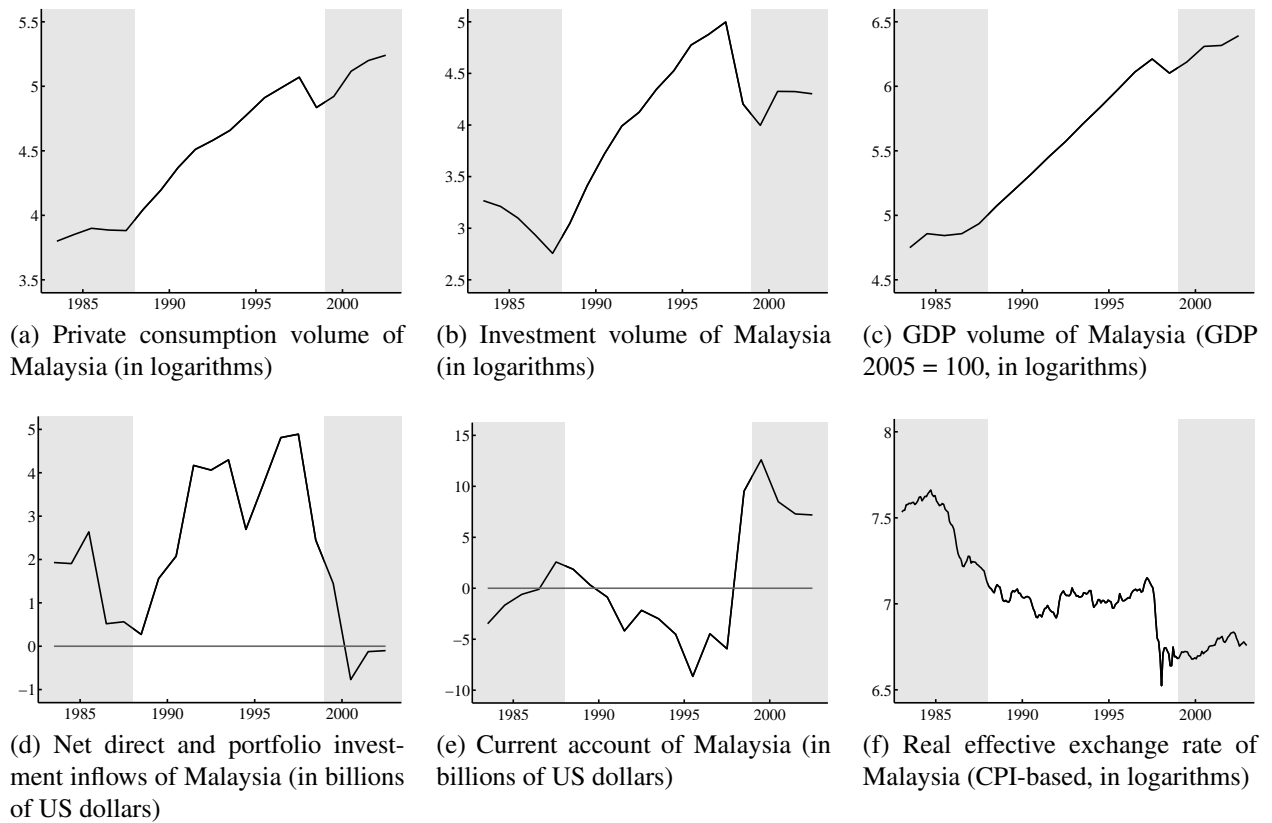 5.5
5
4.5
4
3.5
1985 1990 1995 2000
(a) Private consumption volume of
Malaysia (in logarithms)
5
4.5
4
3.5
3
2.5
1985 1990 1995 2000
(b) Investment volume of Malaysia
(in logarithms)
6.5
6
5.5
5
4.5
1985 1990 1995 2000
(c) GDP volume of Malaysia (GDP
2005 = 100, in logarithms)
5
4
3
2
1
0
−1
1985 1990 1995 2000
(d) Net direct and portfolio invest-
ment inflows of Malaysia (in billions
of US dollars)
15
10
5
0
−5
−10
1985 1990 1995 2000
(e) Current account of Malaysia (in
billions of US dollars)
8
7.5
7
6.5
1985 1990 1995 2000
(f) Real effective exchange rate of
Malaysia (CPI-based, in logarithms)